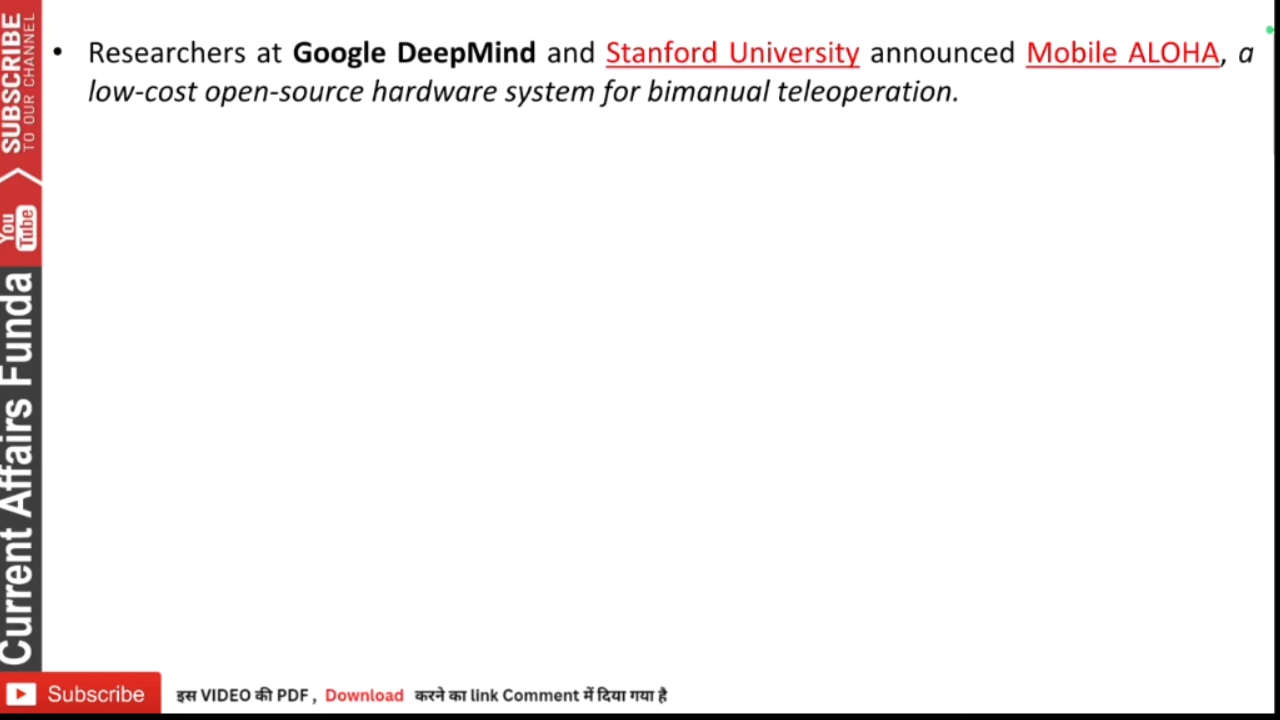 • Researchers at Google DeepMind and Stanford University announced Mobile ALOHA, a
low-cost open-source hardware system for bimanual teleoperation.
SUBSCRIBE
TO OUR CHANNEL
You
Tube
Current Affairs Funda
Subscribe
इस VIDEO की PDF , Download करने का link Comment में दिया गया है